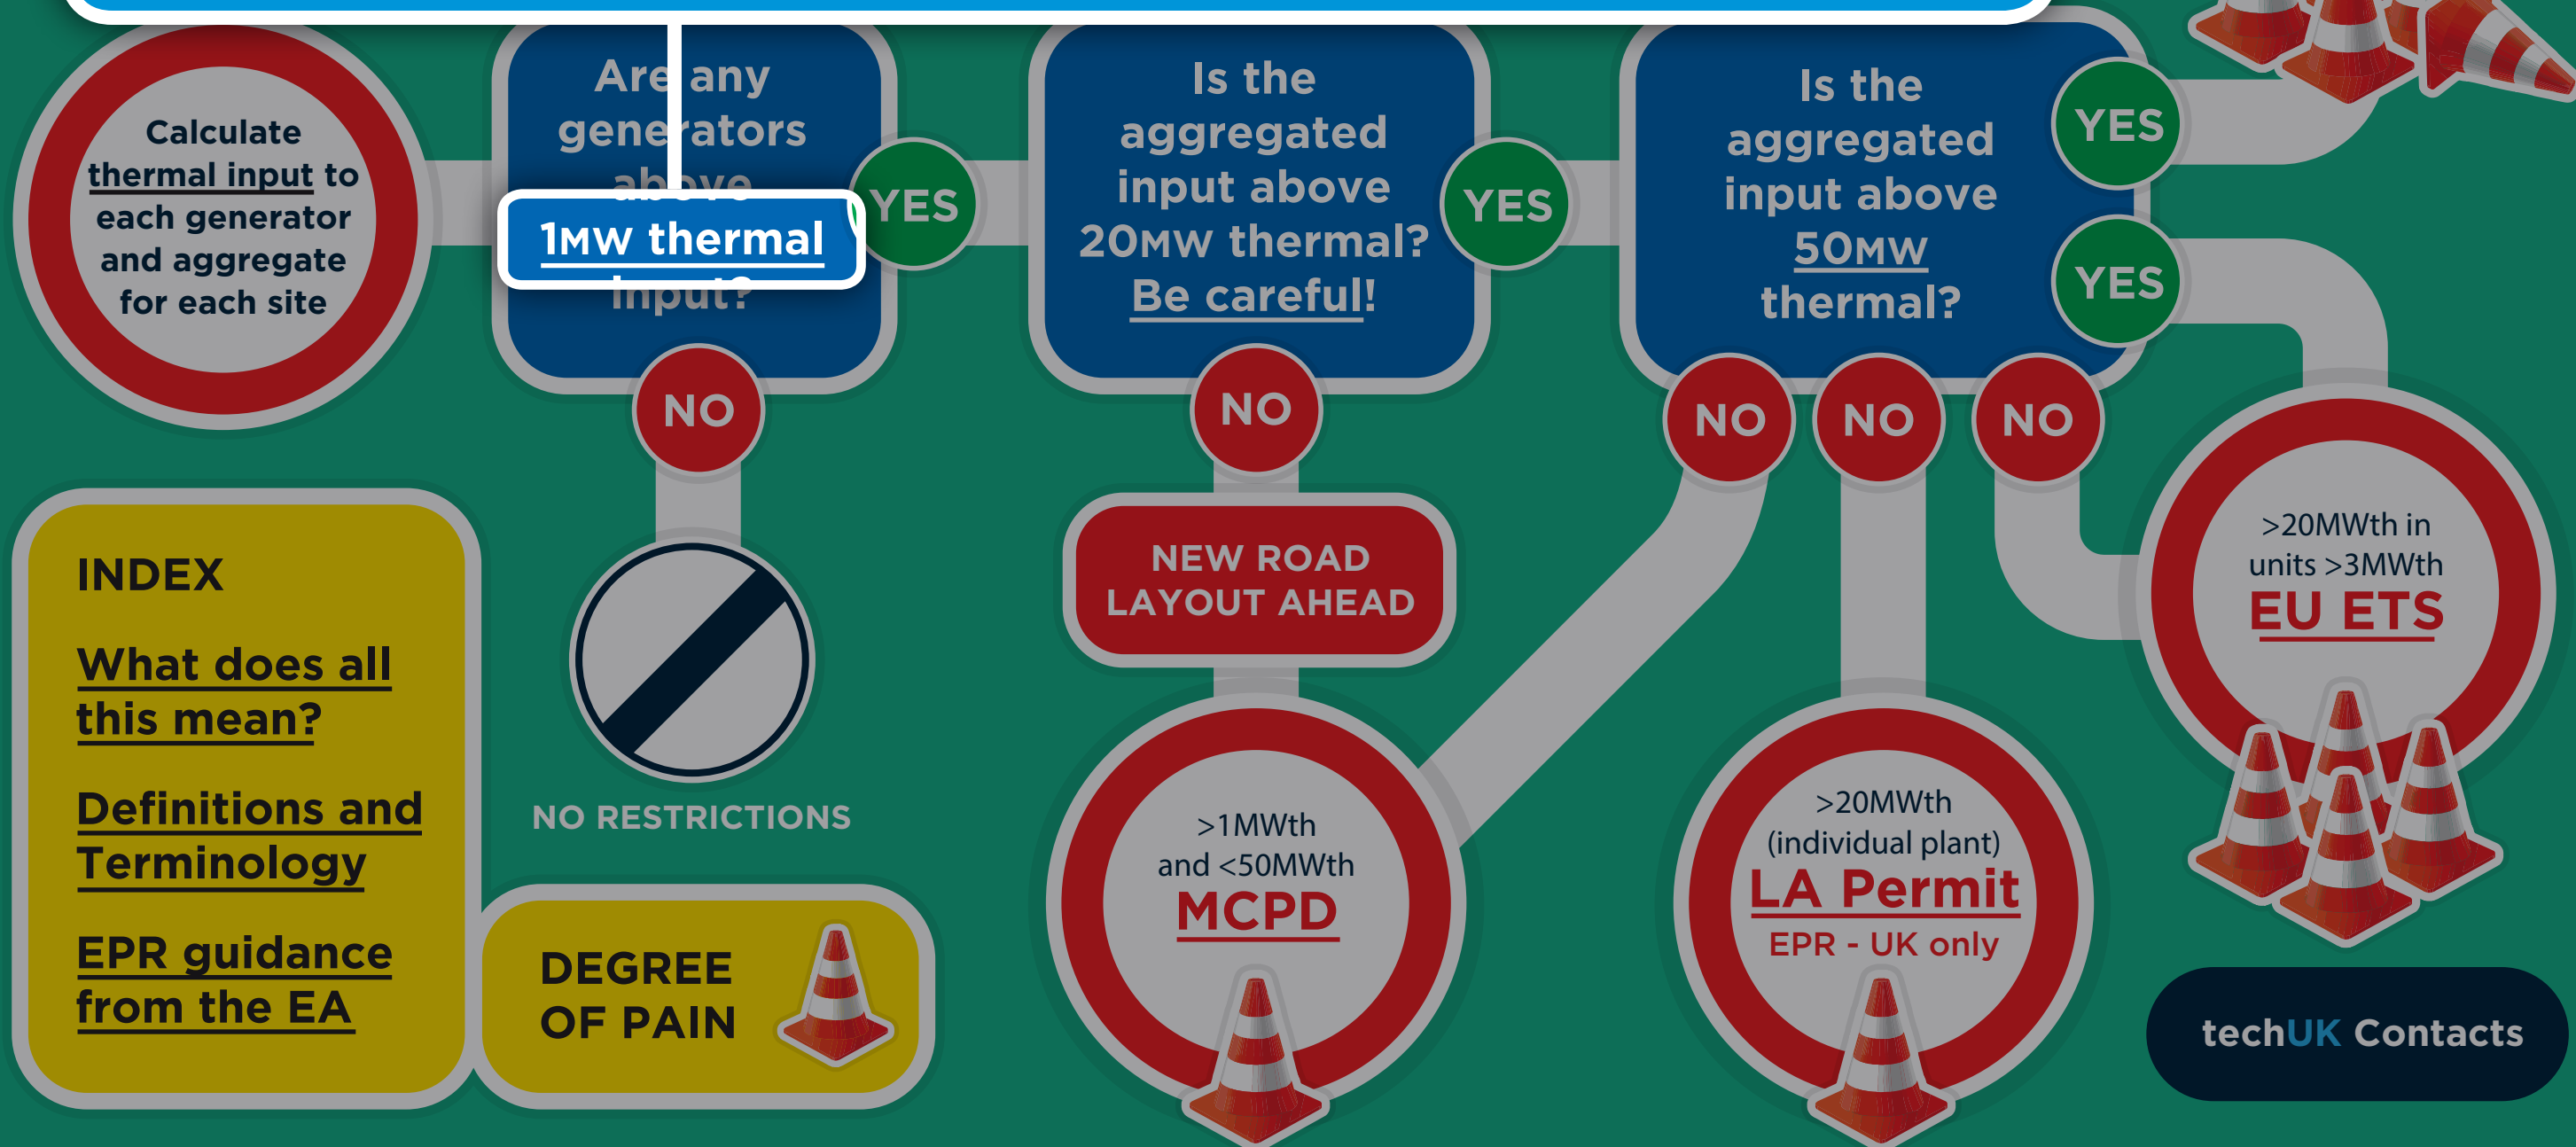 Calculate
thermal input to
each generator
and aggregate
for each site
Are any
generators
above
1MW thermal
input?
YES
NO
Is the
aggregated
input above
20MW thermal?
Be careful!
YES
NO
Is the
aggregated
input above
50MW
thermal?
YES
YES
NO
NO
NO
INDEX
What does all
this mean?
Definitions and
Terminology
EPR guidance
from the EA
NO RESTRICTIONS
DEGREE
OF PAIN
NEW ROAD
LAYOUT AHEAD
>1MWth
and <50MWth
MCPD
>20MWth
(individual plant)
LA Permit
EPR - UK only
>20MWth in
units >3MWth
EU ETS
techUK Contacts